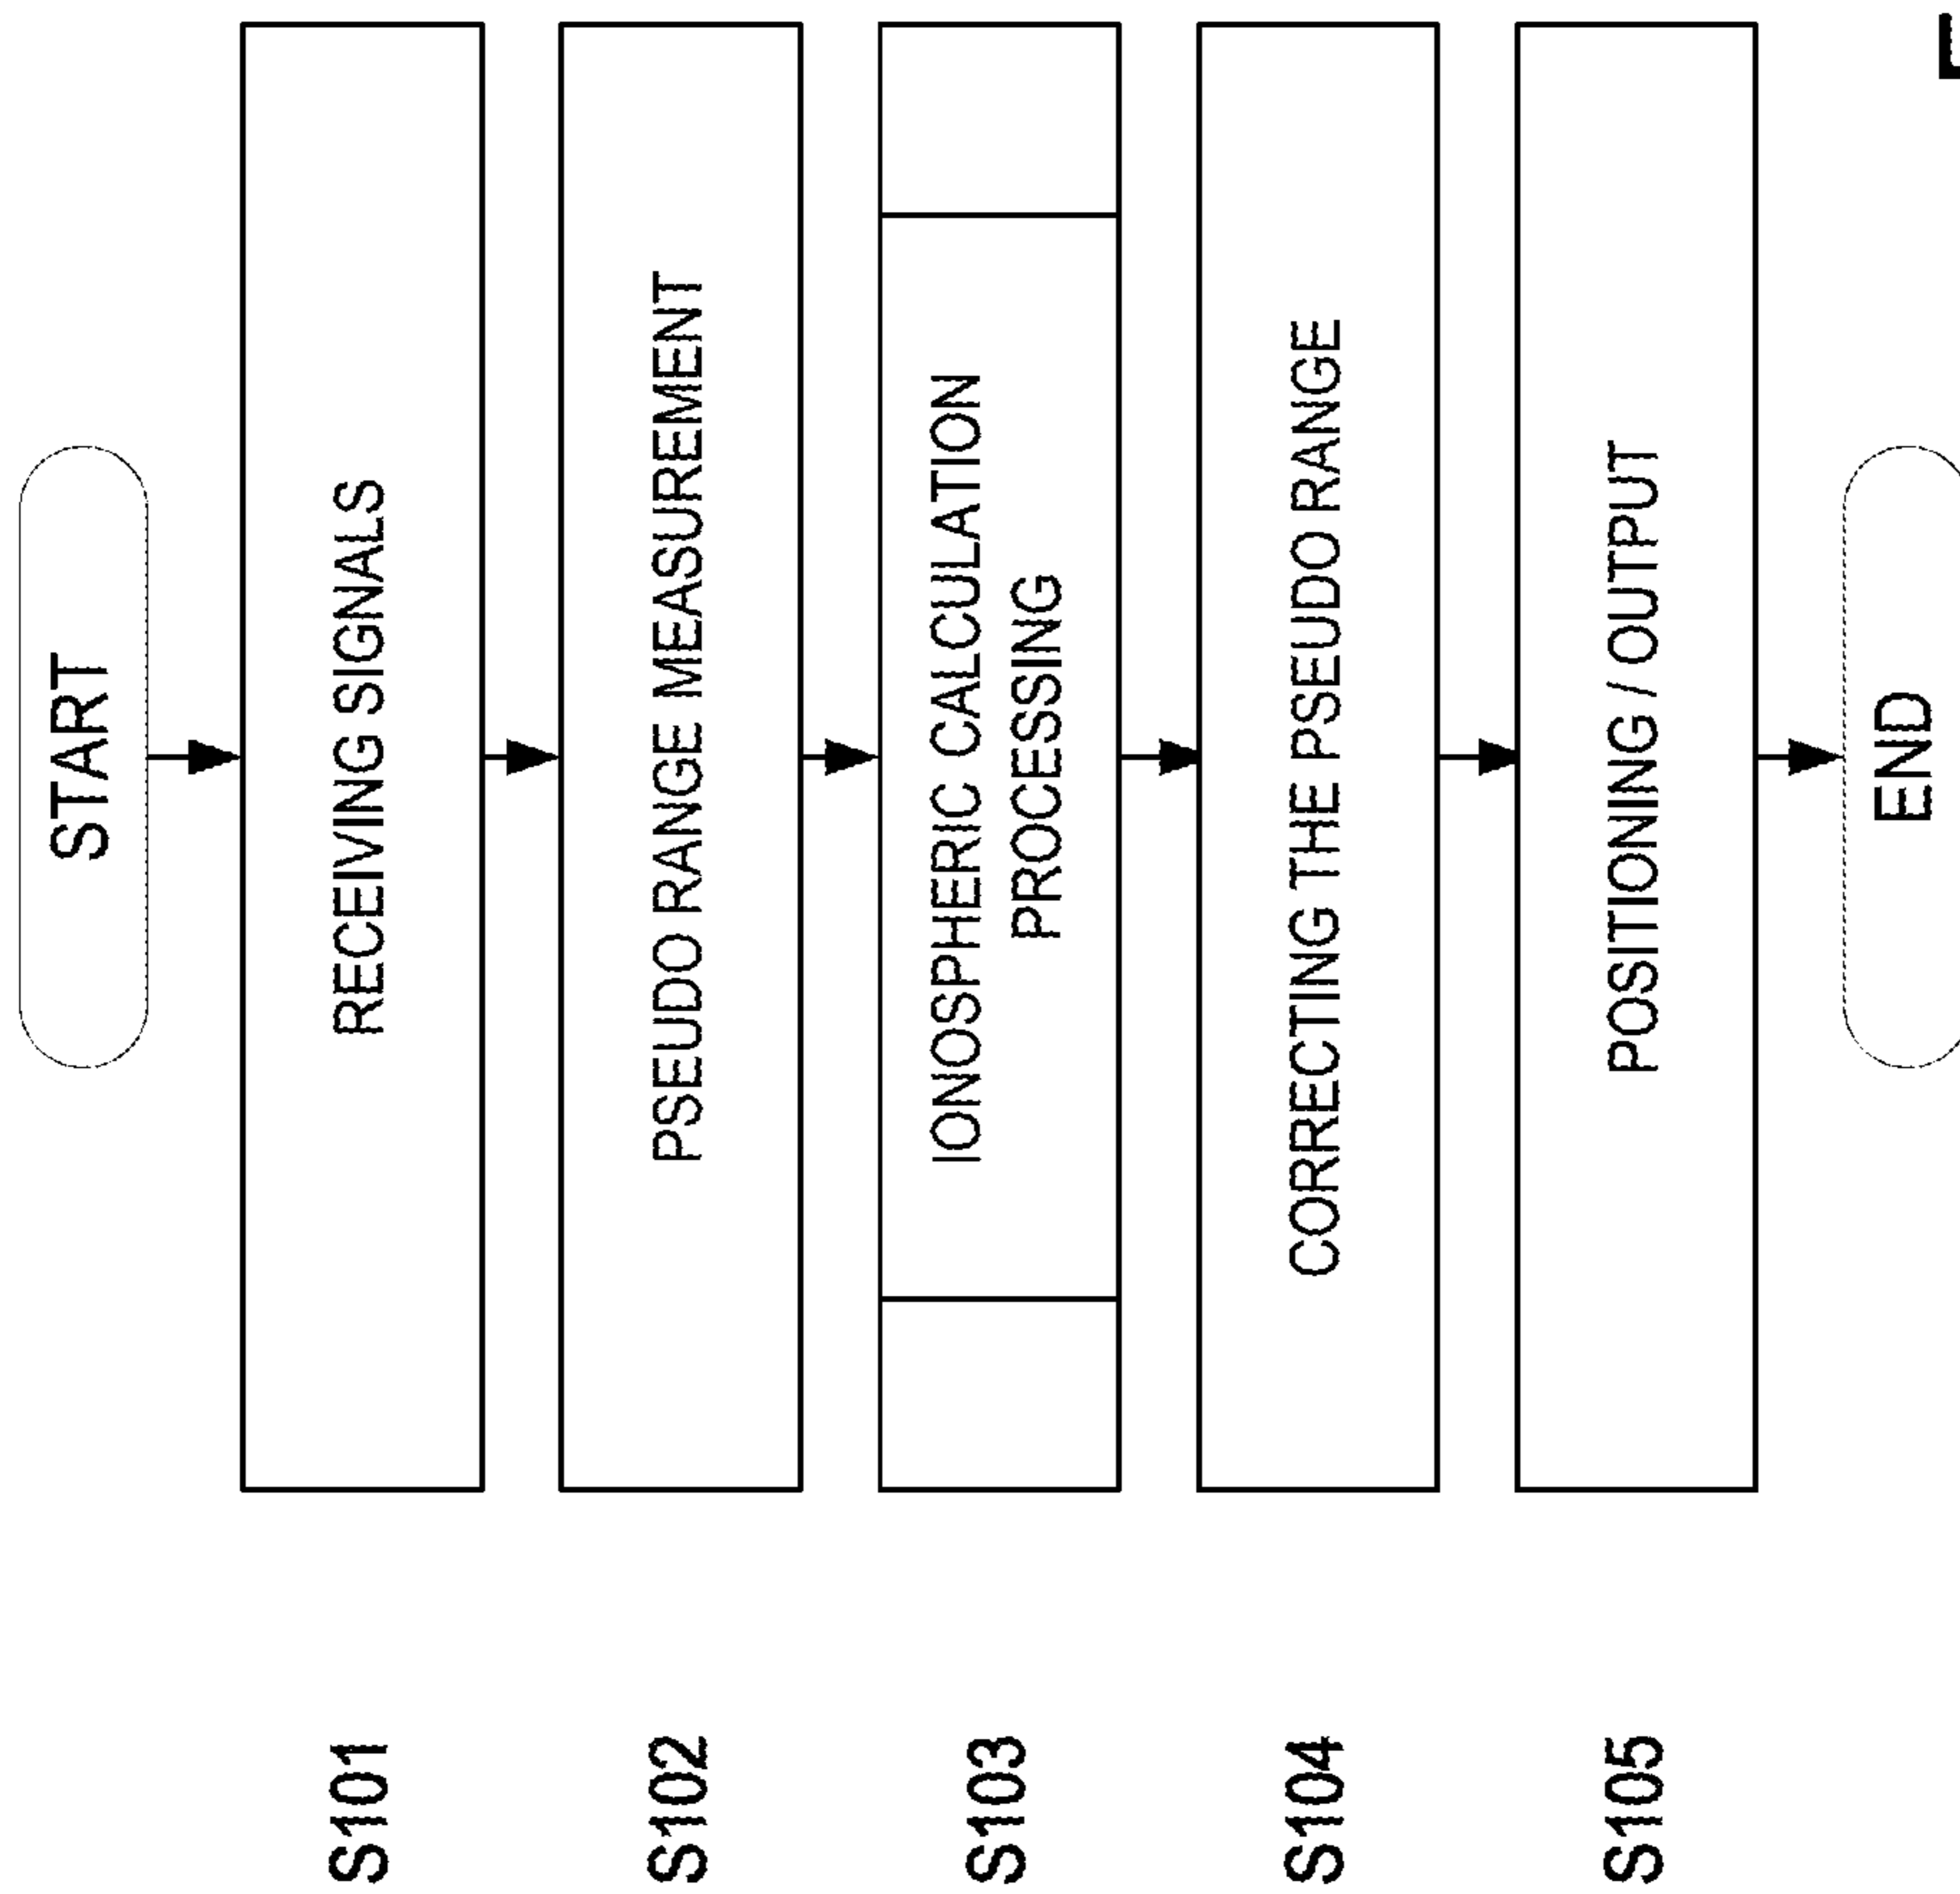 START
S101
RECEIVING SIGNALS
S102
PSEUDO RANGE MEASUREMENT
S103
IONOSPHERIC CALCULATION
PROCESSING
S104
CORRECTING THE PSEUDO RANGE
S105
POSITIONING / OUTPUT
END